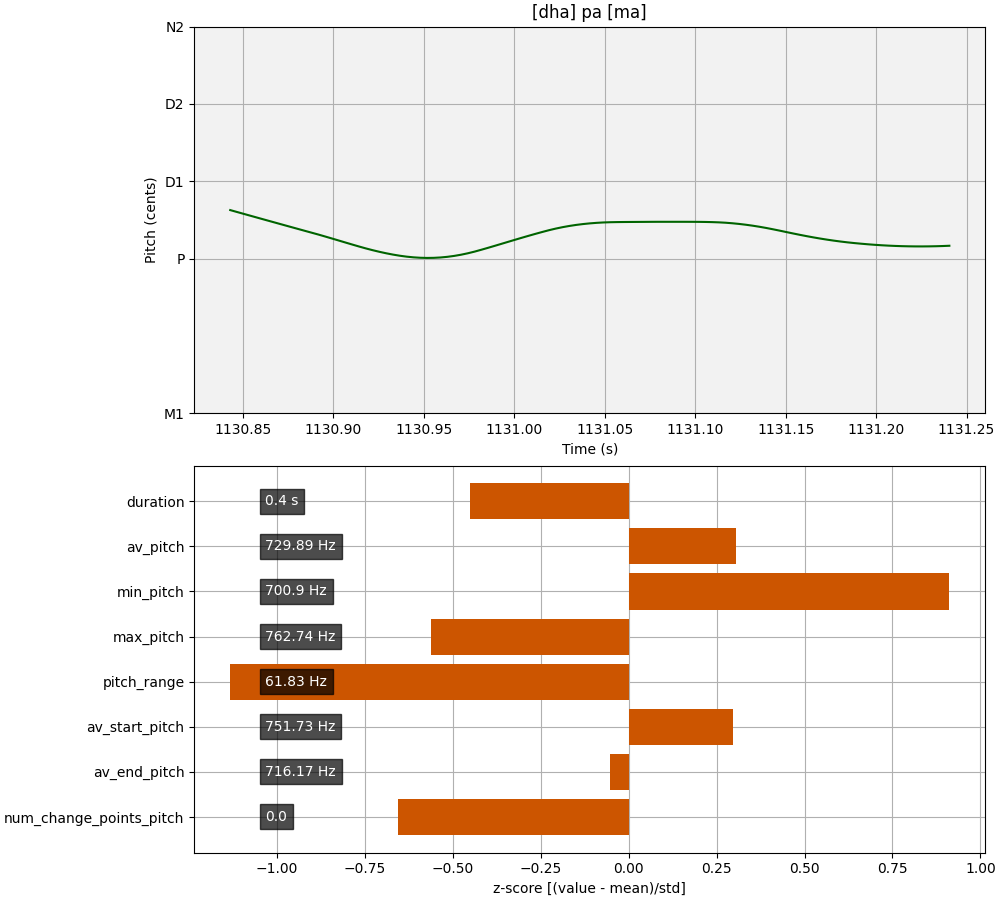 [dha] pa [ma]
N2
D2
D1
P
M1
Pitch (cents)
1130.85 1130.90 1130.95 1131.00 1131.05 1131.10 1131.15 1131.20 1131.25
Time (s)
duration 0.4 s
av_pitch 729.89 Hz
min_pitch 700.9 Hz
max_pitch 762.74 Hz
pitch_range 61.83 Hz
av_start_pitch 751.73 Hz
av_end_pitch 716.17 Hz
num_change_points_pitch 0.0
−1.00 −0.75 −0.50 −0.25 0.00 0.25 0.50 0.75 1.00
z-score [(value - mean)/std]